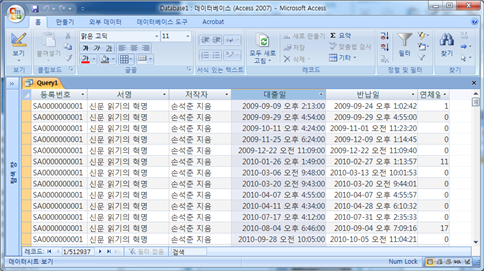 Database1 : 데이터베이스 (Access 2007) - Microsoft Access
홈 만들기 외부 데이터 데이터베이스 도구 Acrobat
맑은 고딕 11
보기 붙여넣기 모두 새로 고침 새로 만들기 저장 삭제 요약 맞춤법 검사 기타 필터 찾기
보기 클립보드 글꼴 서식 있는 텍스트 레코드 정렬 및 필터 찾기
Query1
등록번호 서명 저작자 대출일 반납일 연체일
SA0000000001 신문 읽기의 혁명 손석춘 지음 2009-09-09 오후 2:13:00 2009-09-24 오후 1:02:42 1
SA0000000001 신문 읽기의 혁명 손석춘 지음 2009-09-29 오후 4:54:00 2009-09-29 오후 4:55:00 0
SA0000000001 신문 읽기의 혁명 손석춘 지음 2009-10-11 오후 4:24:00 2009-11-01 오전 11:23:20 0
SA0000000001 신문 읽기의 혁명 손석춘 지음 2009-11-25 오후 6:24:00 2009-12-09 오후 1:14:45 0
SA0000000001 신문 읽기의 혁명 손석춘 지음 2009-12-22 오전 11:09:00 2009-12-22 오전 11:09:40 0
SA0000000001 신문 읽기의 혁명 손석춘 지음 2010-01-26 오후 1:49:00 2010-02-27 오후 1:13:57 11
SA0000000001 신문 읽기의 혁명 손석춘 지음 2010-03-06 오전 9:48:00 2010-03-13 오전 10:01:53 0
SA0000000001 신문 읽기의 혁명 손석춘 지음 2010-03-20 오전 9:43:00 2010-03-20 오전 9:44:01 0
SA0000000001 신문 읽기의 혁명 손석춘 지음 2010-04-07 오후 4:55:00 2010-04-07 오후 4:55:57 0
SA0000000001 신문 읽기의 혁명 손석춘 지음 2010-04-11 오후 4:34:00 2010-04-28 오후 6:10:32 0
SA0000000001 신문 읽기의 혁명 손석춘 지음 2010-07-17 오후 4:12:00 2010-07-31 오후 2:35:33 0
SA0000000001 신문 읽기의 혁명 손석춘 지음 2010-08-04 오후 6:46:00 2010-09-04 오후 7:09:16 17
SA0000000001 신문 읽기의 혁명 손석춘 지음 2010-09-28 오전 10:05:00 2010-10-05 오전 11:04:21 0
탐색 창
레코드: 1/512937 필터 없음 검색
데이터시트 보기 Num Lock